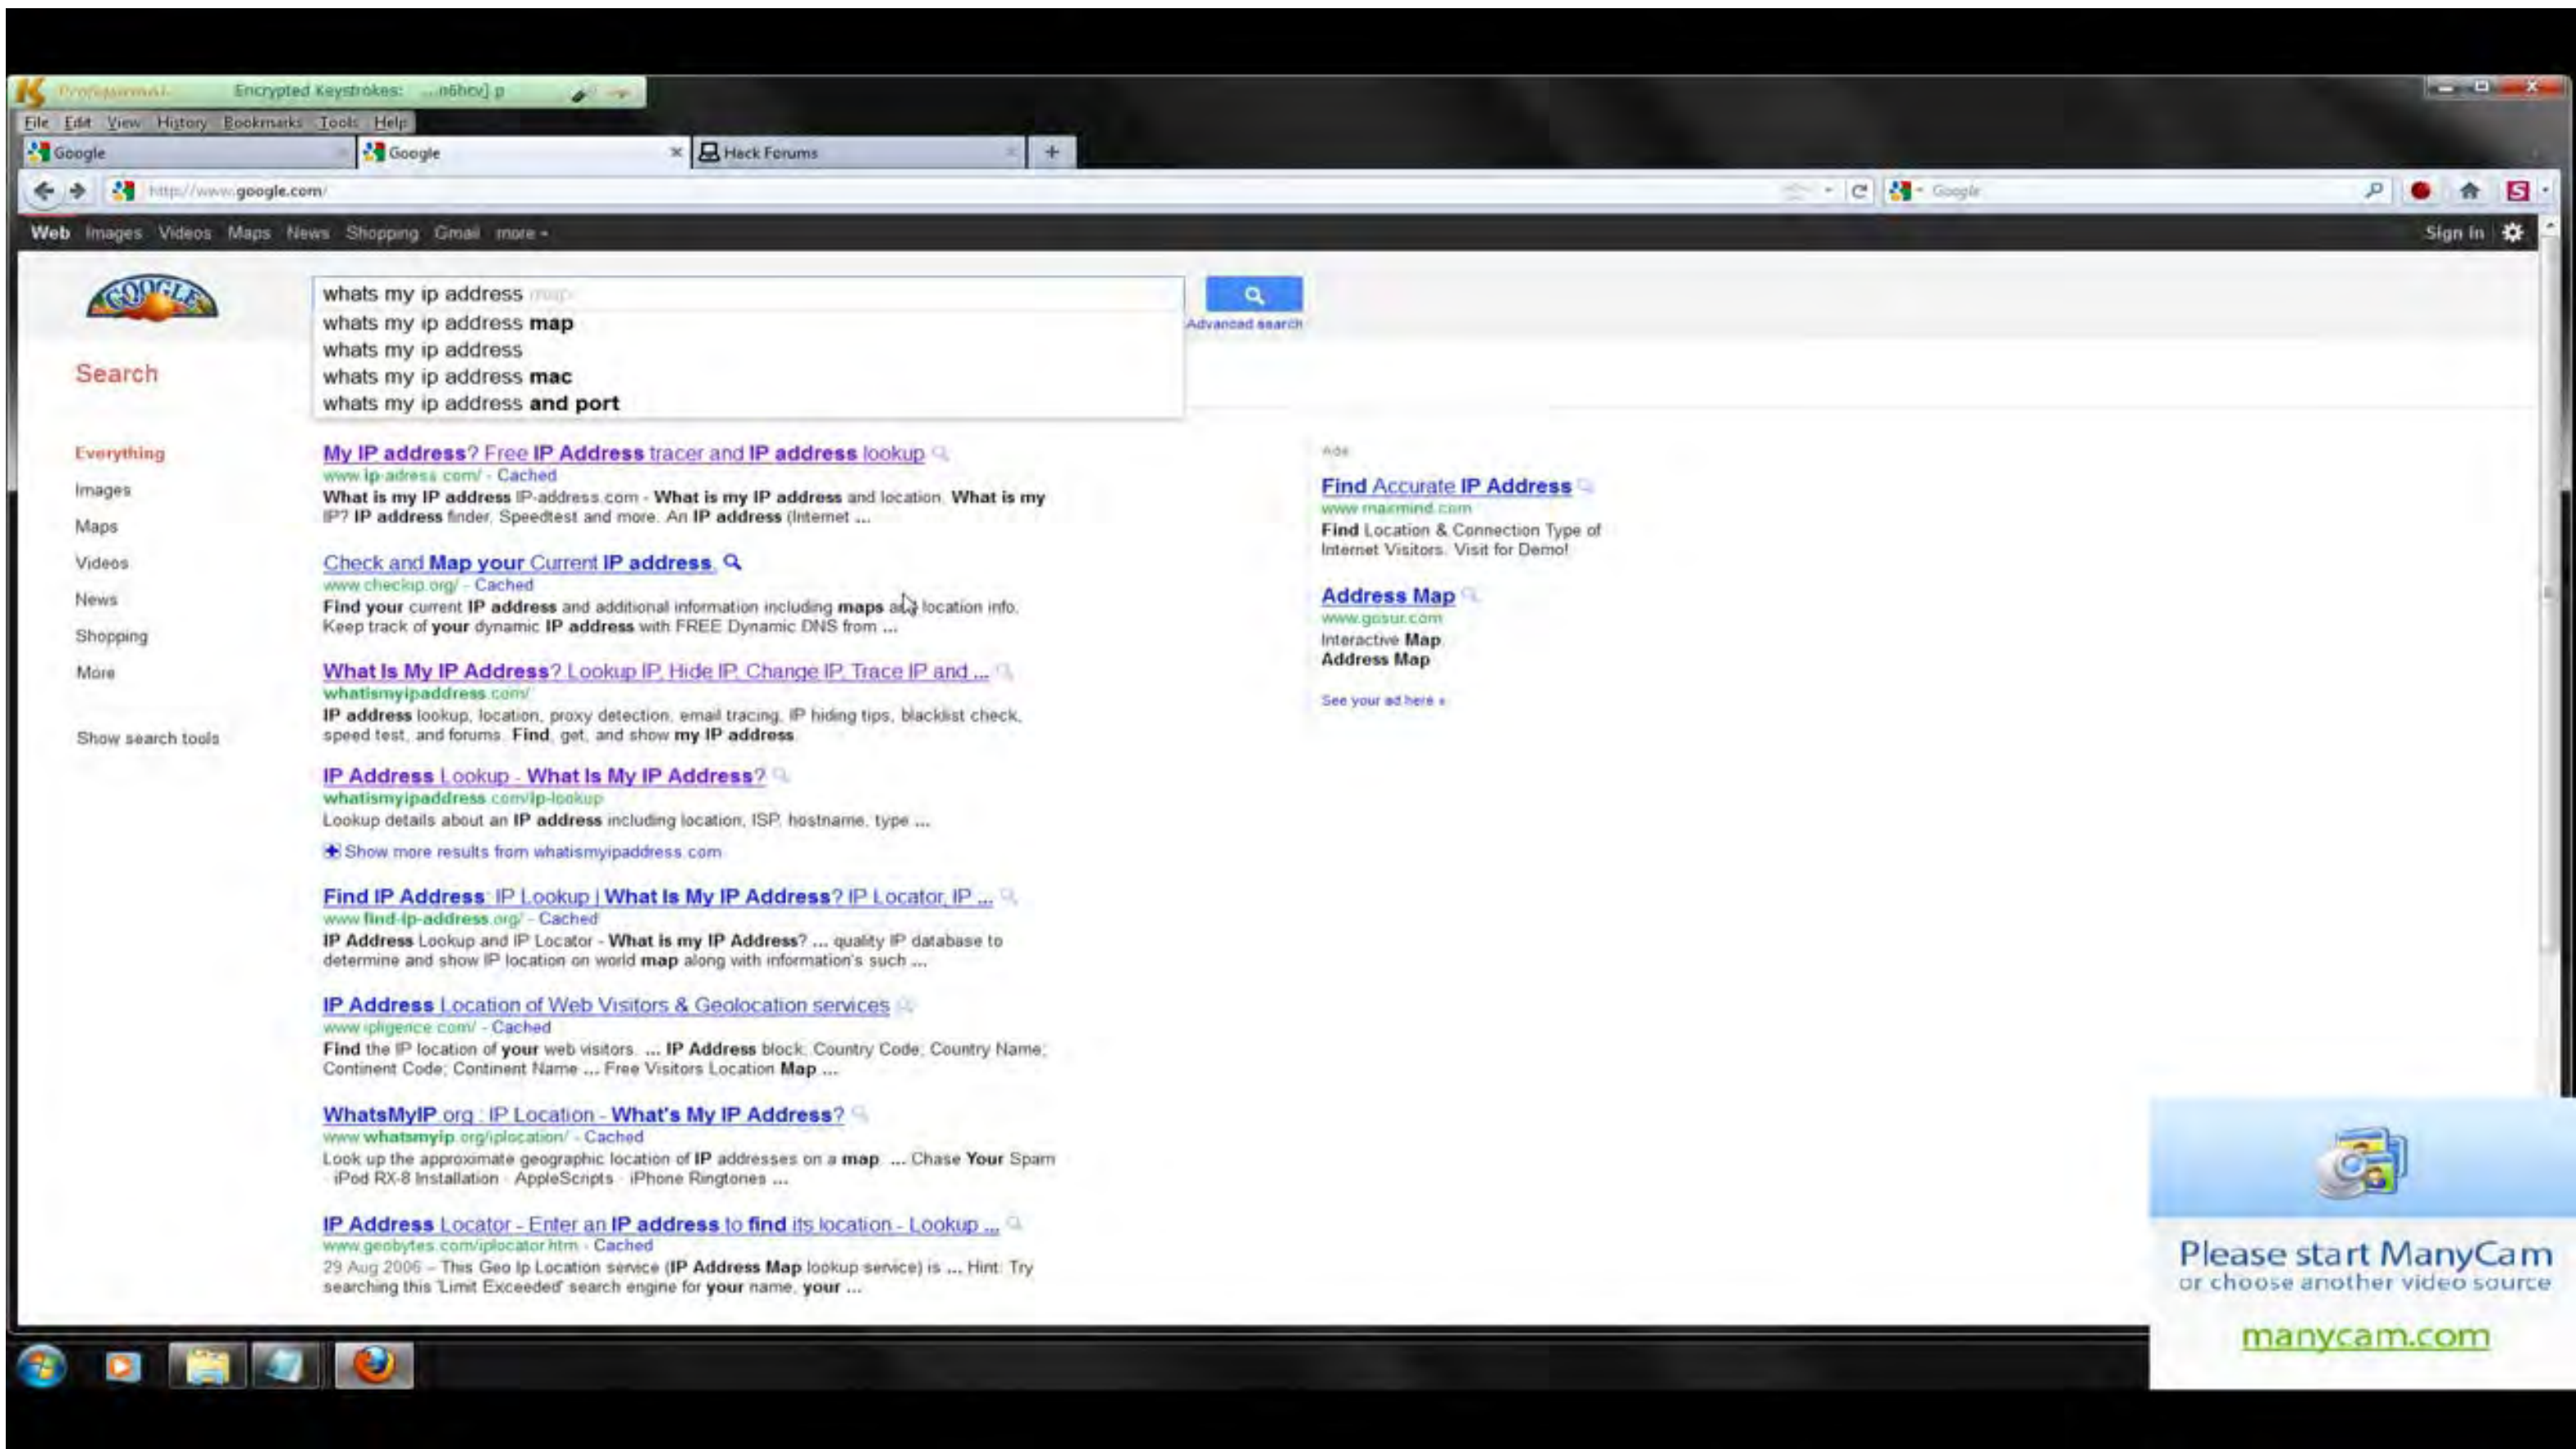 Encrypted Keystrokes: ...n6hcv] p
File Edit View History Bookmarks Tools Help
Google
Google
Hack Forums
http://www.google.com/
Google
Web Images Videos Maps News Shopping Gmail more
Sign in
GOOGLE
whats my ip address map
whats my ip address map
whats my ip address
whats my ip address mac
whats my ip address and port
Advanced search
Search
Everything
Images
Maps
Videos
News
Shopping
More
Show search tools
My IP address? Free IP Address tracer and IP address lookup
www.ip-adress.com/ - Cached
What is my IP address IP-address.com - What is my IP address and location. What is my
IP? IP address finder, Speedtest and more. An IP address (Internet ...
Check and Map your Current IP address.
www.checkip.org/ - Cached
Find your current IP address and additional information including maps and location info.
Keep track of your dynamic IP address with FREE Dynamic DNS from ...
What Is My IP Address? Lookup IP, Hide IP, Change IP, Trace IP and ...
whatismyipaddress.com/
IP address lookup, location, proxy detection, email tracing, IP hiding tips, blacklist check,
speed test, and forums. Find, get, and show my IP address.
IP Address Lookup - What Is My IP Address?
whatismyipaddress.com/ip-lookup
Lookup details about an IP address including location, ISP, hostname, type ...
Show more results from whatismyipaddress.com
Find IP Address: IP Lookup | What Is My IP Address? IP Locator, IP ...
www.find-ip-address.org/ - Cached
IP Address Lookup and IP Locator - What is my IP Address? ... quality IP database to
determine and show IP location on world map along with information's such ...
IP Address Location of Web Visitors & Geolocation services
www.ipligence.com/ - Cached
Find the IP location of your web visitors. ... IP Address block; Country Code; Country Name;
Continent Code; Continent Name ... Free Visitors Location Map ...
WhatsMyIP.org : IP Location - What's My IP Address?
www.whatsmyip.org/iplocation/ - Cached
Look up the approximate geographic location of IP addresses on a map. ... Chase Your Spam
· iPod RX-8 Installation · AppleScripts · iPhone Ringtones ...
IP Address Locator - Enter an IP address to find its location - Lookup ...
www.geobytes.com/iplocator.htm - Cached
29 Aug 2006 – This Geo Ip Location service (IP Address Map lookup service) is ... Hint: Try
searching this 'Limit Exceeded' search engine for your name, your ...
Ads
Find Accurate IP Address
www.maxmind.com
Find Location & Connection Type of
Internet Visitors. Visit for Demo!
Address Map
www.gosur.com
Interactive Map.
Address Map
See your ad here »
Please start ManyCam
or choose another video source
manycam.com